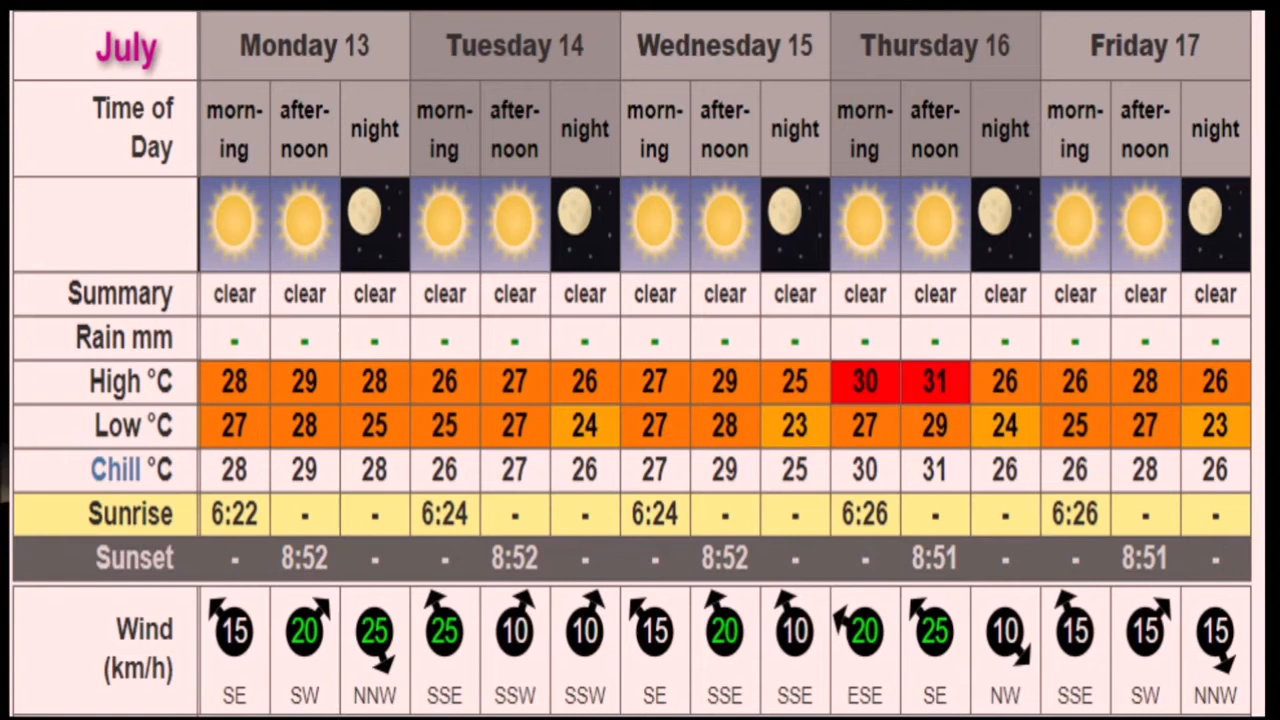 July Monday 13 Tuesday 14 Wednesday 15 Thursday 16 Friday 17
Time of Day morn-ing after-noon night morn-ing after-noon night morn-ing after-noon night morn-ing after-noon night morn-ing after-noon night
Summary clear clear clear clear clear clear clear clear clear clear clear clear clear clear clear
Rain mm - - - - - - - - - - - - - - -
High °C 28 29 28 26 27 26 27 29 25 30 31 26 26 28 26
Low °C 27 28 25 25 27 24 27 28 23 27 29 24 25 27 23
Chill °C 28 29 28 26 27 26 27 29 25 30 31 26 26 28 26
Sunrise 6:22 - - 6:24 - - 6:24 - - 6:26 - - 6:26 - -
Sunset - 8:52 - - 8:52 - - 8:52 - - 8:51 - - 8:51 -
Wind (km/h) 15 20 25 25 10 10 15 20 10 20 25 10 15 15 15
SE SW NNW SSE SSW SSW SE SSE SSE ESE SE NW SSE SW NNW